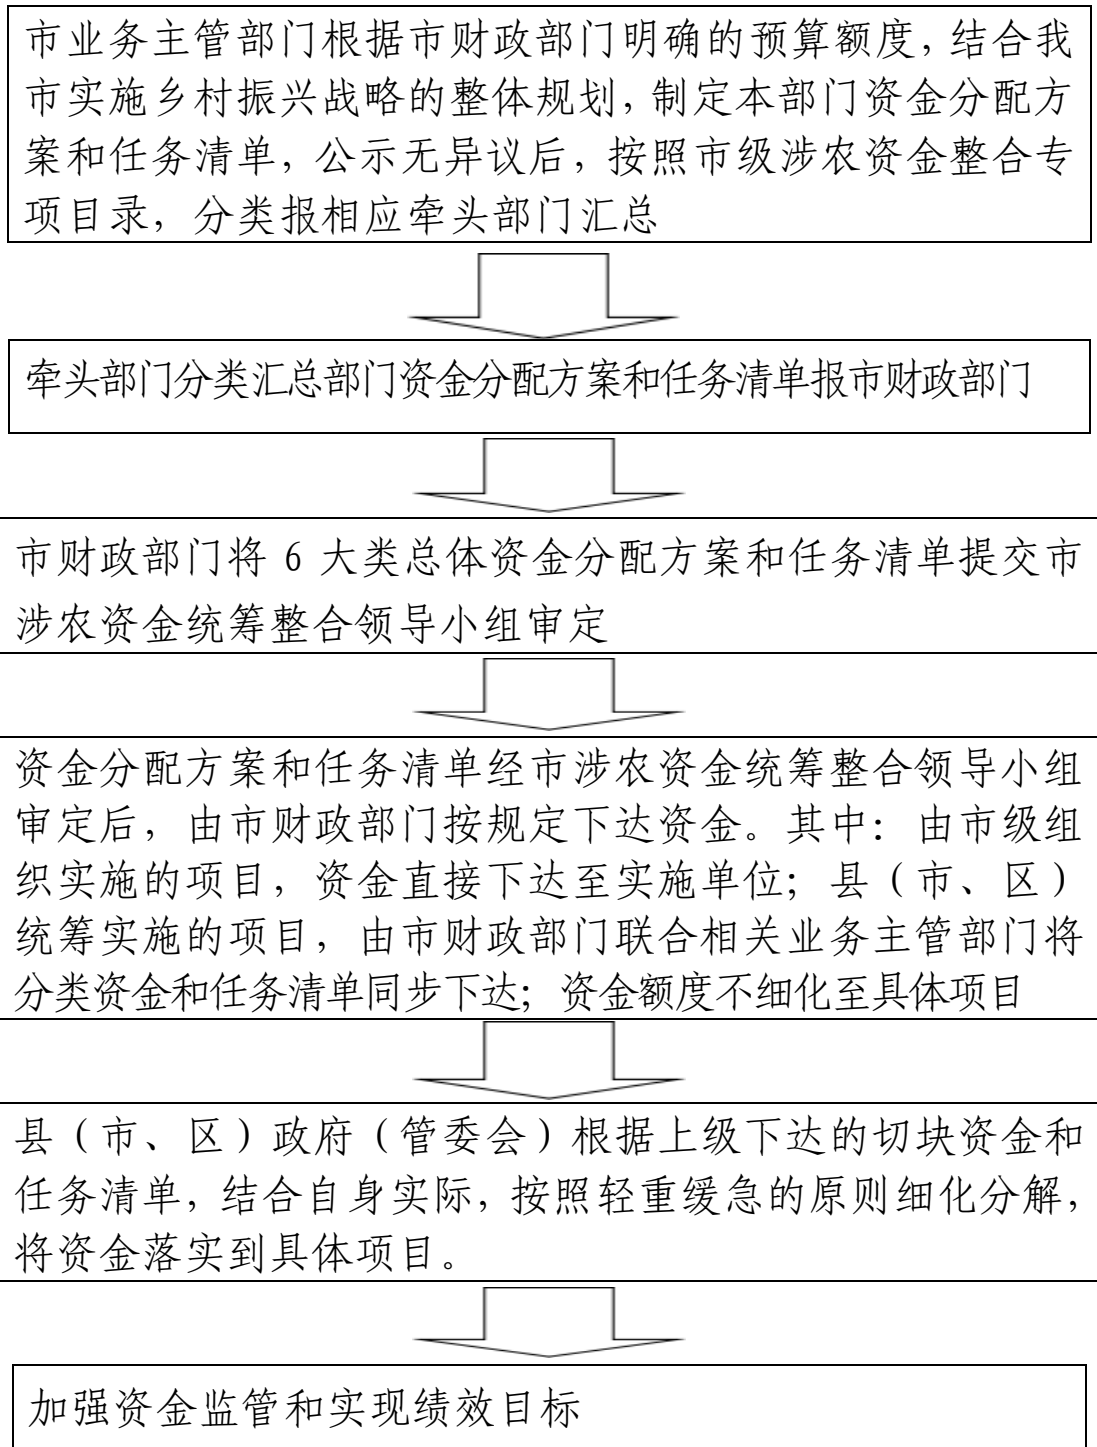 市业务主管部门根据市财政部门明确的预算额度，结合我
市实施乡村振兴战略的整体规划，制定本部门资金分配方
案和任务清单，公示无异议后，按照市级涉农资金整合专
项目录，分类报相应牵头部门汇总
牵头部门分类汇总部门资金分配方案和任务清单报市财政部门
市财政部门将 6 大类总体资金分配方案和任务清单提交市
涉农资金统筹整合领导小组审定
资金分配方案和任务清单经市涉农资金统筹整合领导小组
审定后，由市财政部门按规定下达资金。其中：由市级组
织实施的项目，资金直接下达至实施单位；县（市、区）
统筹实施的项目，由市财政部门联合相关业务主管部门将
分类资金和任务清单同步下达；资金额度不细化至具体项目
县（市、区）政府（管委会）根据上级下达的切块资金和
任务清单，结合自身实际，按照轻重缓急的原则细化分解，
将资金落实到具体项目。
加强资金监管和实现绩效目标